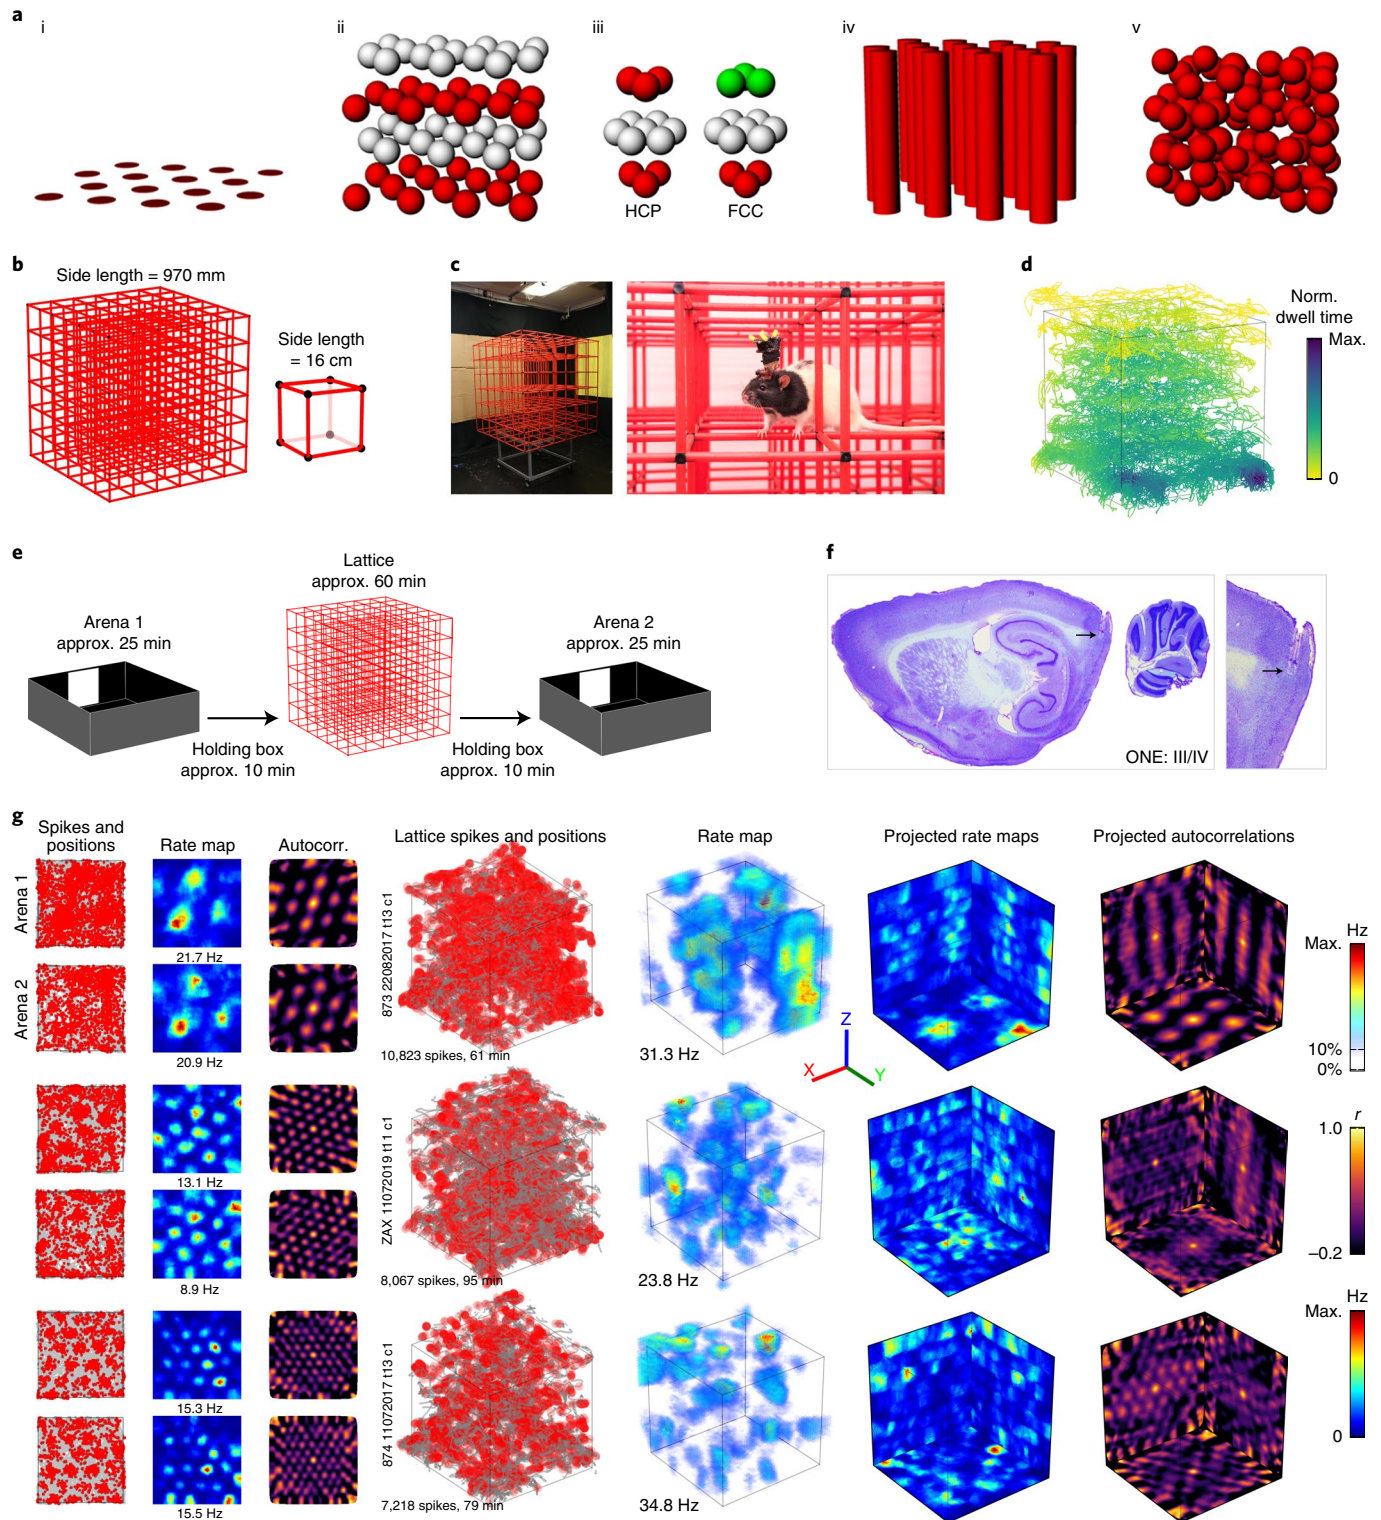 a
i
ii
iii
iv
v
HCP
FCC
b
Side length = 970 mm
Side length
= 16 cm
c
d
Norm.
dwell time
Max.
0
e
Arena 1
approx. 25 min
Lattice
approx. 60 min
Arena 2
approx. 25 min
Holding box
approx. 10 min
Holding box
approx. 10 min
f
ONE: III/IV
g
Spikes and
positions
Rate map
Autocorr.
Lattice spikes and positions
Rate map
Projected rate maps
Projected autocorrelations
Arena 1
21.7 Hz
Arena 2
20.9 Hz
873 22082017 t13 c1
10,823 spikes, 61 min
31.3 Hz
Z
X
Y
Hz
Max.
10%
0%
13.1 Hz
8.9 Hz
ZAX 11072019 t11 c1
8,067 spikes, 95 min
23.8 Hz
r
1.0
–0.2
15.3 Hz
15.5 Hz
874 11072017 t13 c1
7,218 spikes, 79 min
34.8 Hz
Hz
Max.
0